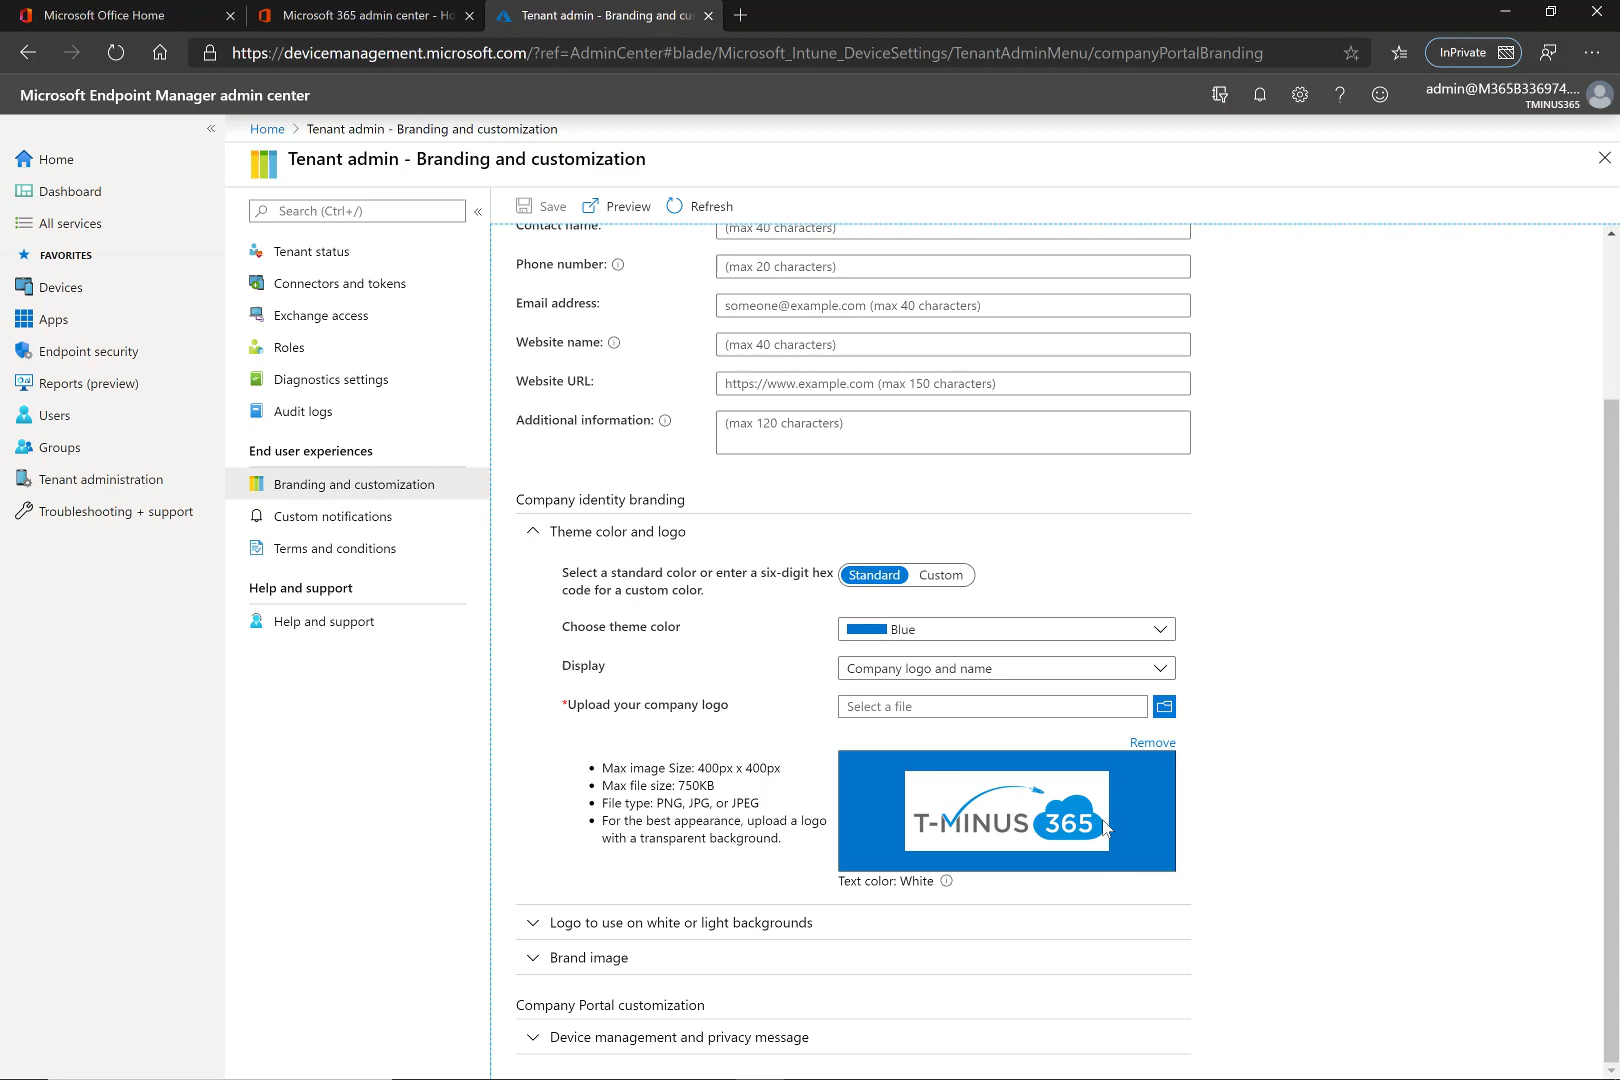 Microsoft Office Home
Microsoft 365 admin center - Ho
Tenant admin - Branding and cus
https://devicemanagement.microsoft.com/?ref=AdminCenter#blade/Microsoft_Intune_DeviceSettings/TenantAdminMenu/companyPortalBranding
InPrivate
Microsoft Endpoint Manager admin center
admin@M365B336974....
TMINUS365
Home
Dashboard
All services
FAVORITES
Devices
Apps
Endpoint security
Reports (preview)
Users
Groups
Tenant administration
Troubleshooting + support
Home > Tenant admin - Branding and customization
Tenant admin - Branding and customization
Search (Ctrl+/)
Tenant status
Connectors and tokens
Exchange access
Roles
Diagnostics settings
Audit logs
End user experiences
Branding and customization
Custom notifications
Terms and conditions
Help and support
Help and support
Save Preview Refresh
Contact name: (max 40 characters)
Phone number: (max 20 characters)
Email address: someone@example.com (max 40 characters)
Website name: (max 40 characters)
Website URL: https://www.example.com (max 150 characters)
Additional information: (max 120 characters)
Company identity branding
Theme color and logo
Select a standard color or enter a six-digit hex
code for a custom color.
Standard Custom
Choose theme color Blue
Display Company logo and name
*Upload your company logo Select a file
Remove
• Max image Size: 400px x 400px
• Max file size: 750KB
• File type: PNG, JPG, or JPEG
• For the best appearance, upload a logo
with a transparent background.
T-MINUS 365
Text color: White
Logo to use on white or light backgrounds
Brand image
Company Portal customization
Device management and privacy message